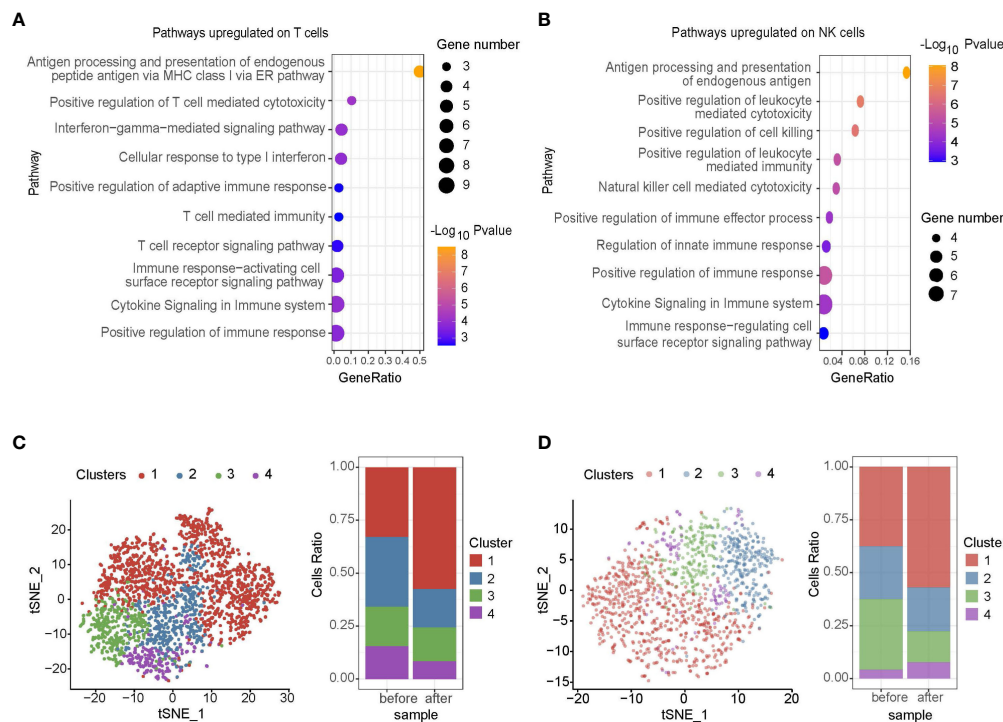 A
Pathways upregulated on T cells
Pathway
Antigen processing and presentation of endogenous
peptide antigen via MHC class I via ER pathway
Positive regulation of T cell mediated cytotoxicity
Interferon−gamma−mediated signaling pathway
Cellular response to type I interferon
Positive regulation of adaptive immune response
T cell mediated immunity
T cell receptor signaling pathway
Immune response−activating cell
surface receptor signaling pathway
Cytokine Signaling in Immune system
Positive regulation of immune response
0.0 0.1 0.2 0.3 0.4 0.5
GeneRatio
Gene number
3
4
5
6
7
8
9
-Log10 Pvalue
8
7
6
5
4
3
B
Pathways upregulated on NK cells
Pathway
Antigen processing and presentation
of endogenous antigen
Positive regulation of leukocyte
mediated cytotoxicity
Positive regulation of cell killing
Positive regulation of leukocyte
mediated immunity
Natural killer cell mediated cytotoxicity
Positive regulation of immune effector process
Regulation of innate immune response
Positive regulation of immune response
Cytokine Signaling in Immune system
Immune response−regulating cell
surface receptor signaling pathway
0.04 0.08 0.12 0.16
GeneRatio
-Log10 Pvalue
8
7
6
5
4
3
Gene number
4
5
6
7
C
Clusters 1 2 3 4
tSNE_2
20
10
0
−10
−20
−20 −10 0 10 20 30
tSNE_1
Cells Ratio
1.00
0.75
0.50
0.25
0.00
before after
sample
Cluster
1
2
3
4
D
Clusters 1 2 3 4
tSNE_2
10
5
0
−5
−10
−15
−20 −10 0 10 20
tSNE_1
Cells Ratio
1.00
0.75
0.50
0.25
0.00
before after
sample
Cluster
1
2
3
4